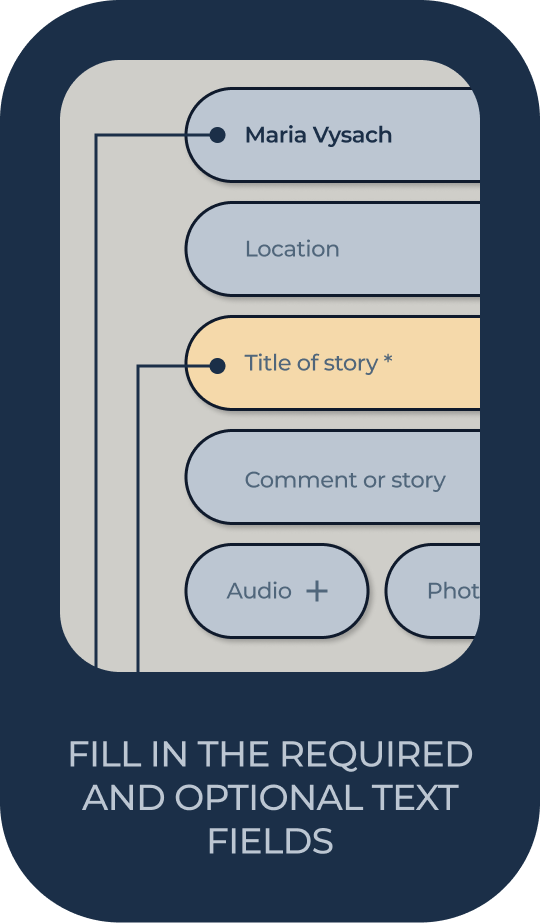 Maria Vysach
Location
Title of story *
Comment or story
Audio +
Phot
FILL IN THE REQUIRED
AND OPTIONAL TEXT
FIELDS